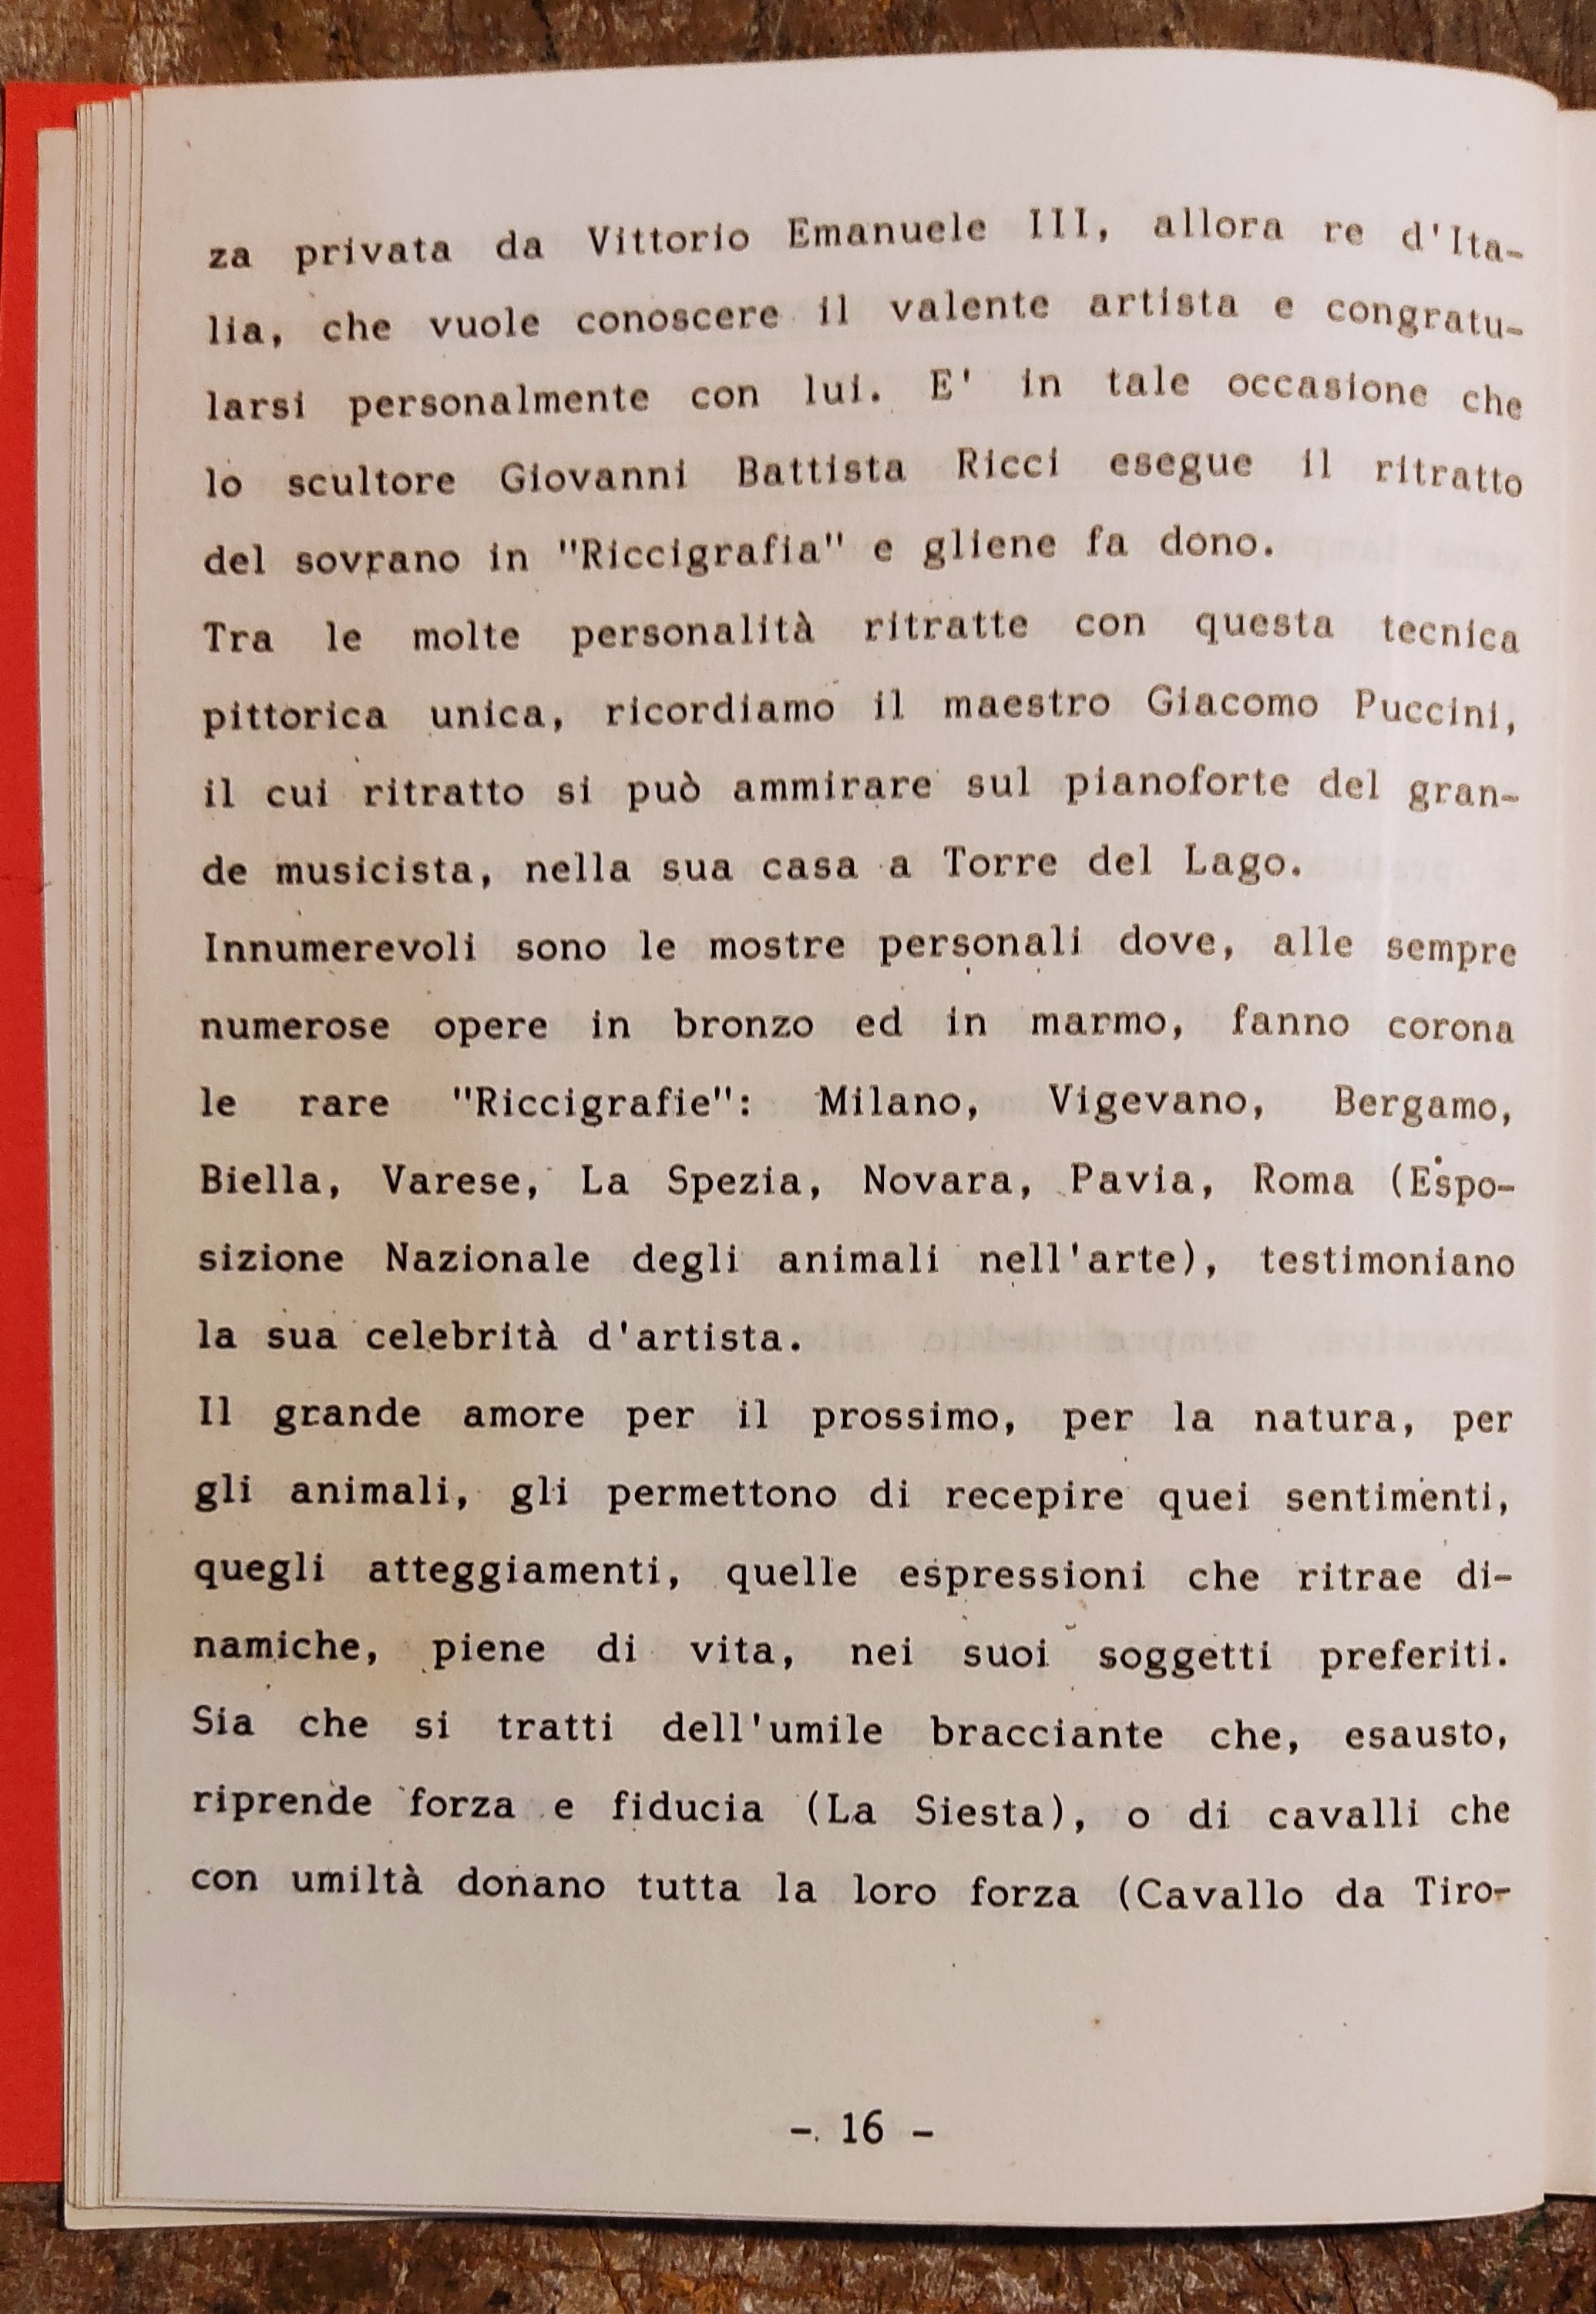 za privata da Vittorio Emanuele III, allora re d'Ita-
lia, che vuole conoscere il valente artista e congratu-
larsi personalmente con lui. E' in tale occasione che
lo scultore Giovanni Battista Ricci esegue il ritratto
del sovrano in "Riccigrafia" e gliene fa dono.
Tra le molte personalità ritratte con questa tecnica
pittorica unica, ricordiamo il maestro Giacomo Puccini,
il cui ritratto si può ammirare sul pianoforte del gran-
de musicista, nella sua casa a Torre del Lago.
Innumerevoli sono le mostre personali dove, alle sempre
numerose opere in bronzo ed in marmo, fanno corona
le rare "Riccigrafie": Milano, Vigevano, Bergamo,
Biella, Varese, La Spezia, Novara, Pavia, Roma (Espo-
sizione Nazionale degli animali nell'arte), testimoniano
la sua celebrità d'artista.
Il grande amore per il prossimo, per la natura, per
gli animali, gli permettono di recepire quei sentimenti,
quegli atteggiamenti, quelle espressioni che ritrae di-
namiche, piene di vita, nei suoi soggetti preferiti.
Sia che si tratti dell'umile bracciante che, esausto,
riprende forza e fiducia (La Siesta), o di cavalli che
con umiltà donano tutta la loro forza (Cavallo da Tiro-
- 16 -